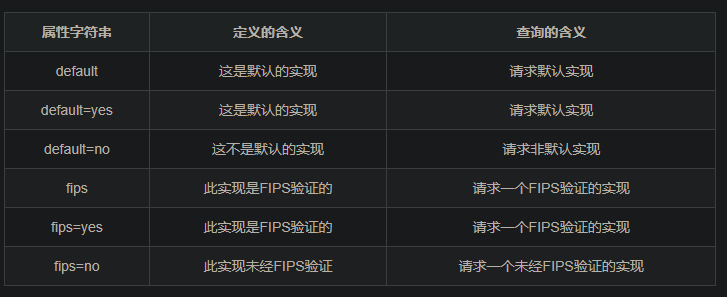 属性字符串 定义的含义 查询的含义
default 这是默认的实现 请求默认实现
default=yes 这是默认的实现 请求默认实现
default=no 这不是默认的实现 请求非默认实现
fips 此实现是FIPS验证的 请求一个FIPS验证的实现
fips=yes 此实现是FIPS验证的 请求一个FIPS验证的实现
fips=no 此实现未经FIPS验证 请求一个未经FIPS验证的实现